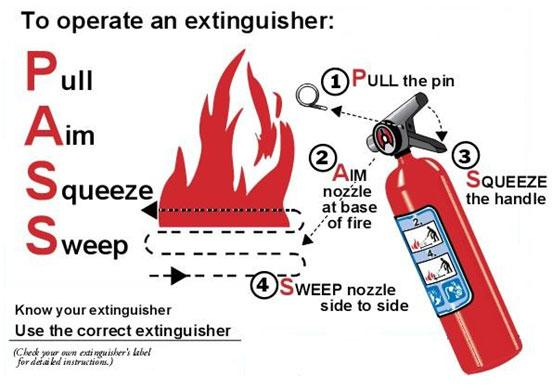 To operate an extinguisher:
Pull
Aim
Squeeze
Sweep
1 PULL the pin
2 AIM
nozzle
at base
of fire
3 SQUEEZE
the handle
4 SWEEP nozzle
side to side
2.
4.
Know your extinguisher
Use the correct extinguisher
(Check your own extinguisher's label
for detailed instructions.)